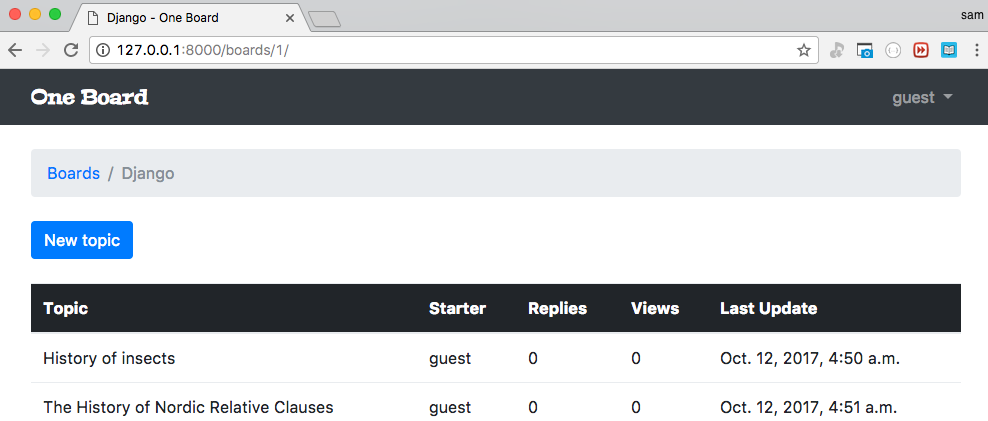 Django - One Board
sam
127.0.0.1:8000/boards/1/
One Board
guest
Boards / Django
New topic
Topic Starter Replies Views Last Update
History of insects guest 0 0 Oct. 12, 2017, 4:50 a.m.
The History of Nordic Relative Clauses guest 0 0 Oct. 12, 2017, 4:51 a.m.